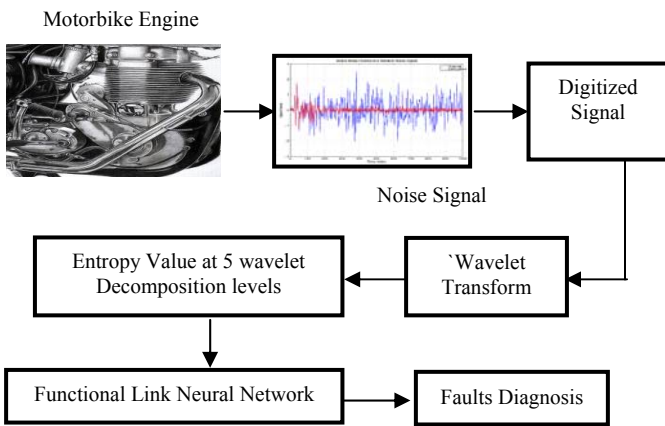 Motorbike Engine
Digitized
Signal
Noise Signal
Entropy Value at 5 wavelet
Decomposition levels
`Wavelet
Transform
Functional Link Neural Network
Faults Diagnosis